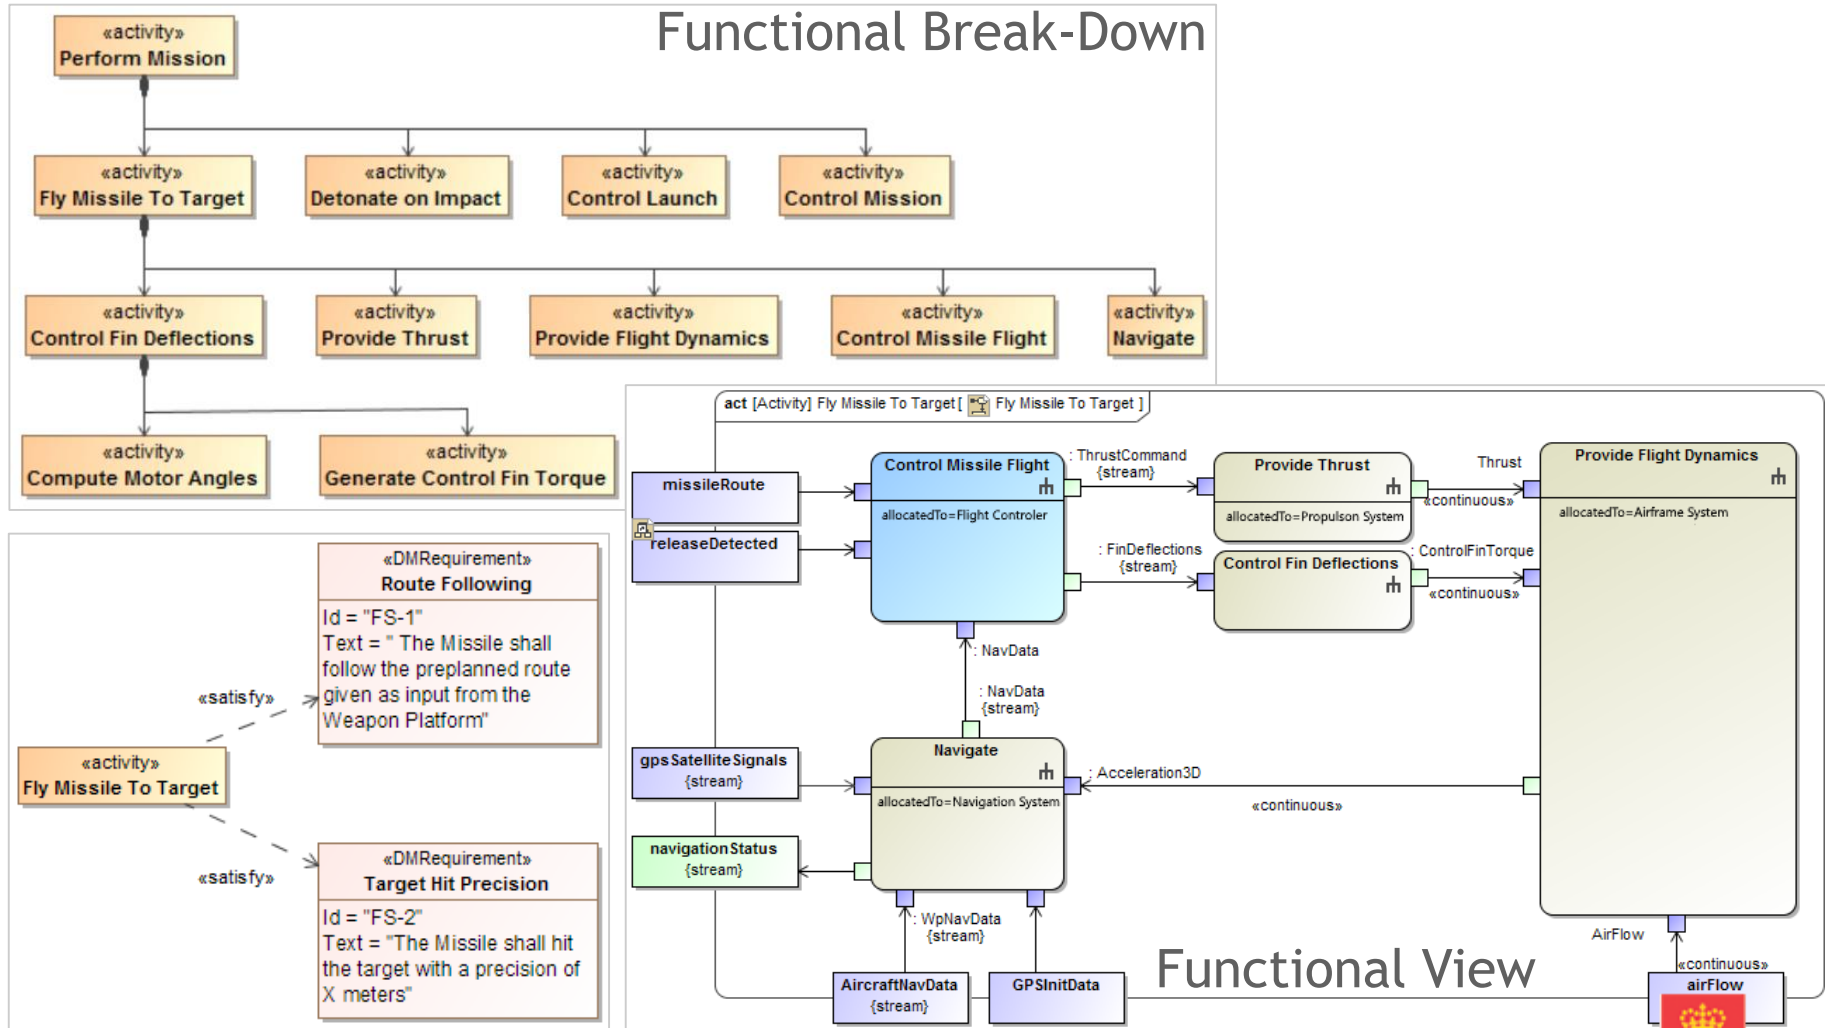 Functional Break-Down
«activity»
Perform Mission
«activity»
Fly Missile To Target
«activity»
Detonate on Impact
«activity»
Control Launch
«activity»
Control Mission
«activity»
Control Fin Deflections
«activity»
Provide Thrust
«activity»
Provide Flight Dynamics
«activity»
Control Missile Flight
«activity»
Navigate
«activity»
Compute Motor Angles
«activity»
Generate Control Fin Torque
«DMRequirement»
Route Following
Id = "FS-1"
Text = " The Missile shall
follow the preplanned route
given as input from the
Weapon Platform"
«satisfy»
«activity»
Fly Missile To Target
«satisfy»
«DMRequirement»
Target Hit Precision
Id = "FS-2"
Text = "The Missile shall hit
the target with a precision of
X meters"
act [Activity] Fly Missile To Target [ Fly Missile To Target ]
missileRoute
releaseDetected
Control Missile Flight
allocatedTo=Flight Controler
: ThrustCommand
{stream}
Provide Thrust
allocatedTo=Propulson System
Thrust
«continuous»
Provide Flight Dynamics
allocatedTo=Airframe System
: FinDeflections
{stream}
Control Fin Deflections
: ControlFinTorque
«continuous»
: NavData
: NavData
{stream}
gpsSatelliteSignals
{stream}
Navigate
allocatedTo=Navigation System
: Acceleration3D
«continuous»
navigationStatus
{stream}
: WpNavData
{stream}
AircraftNavData
{stream}
GPSInitData
Functional View
AirFlow
«continuous»
airFlow